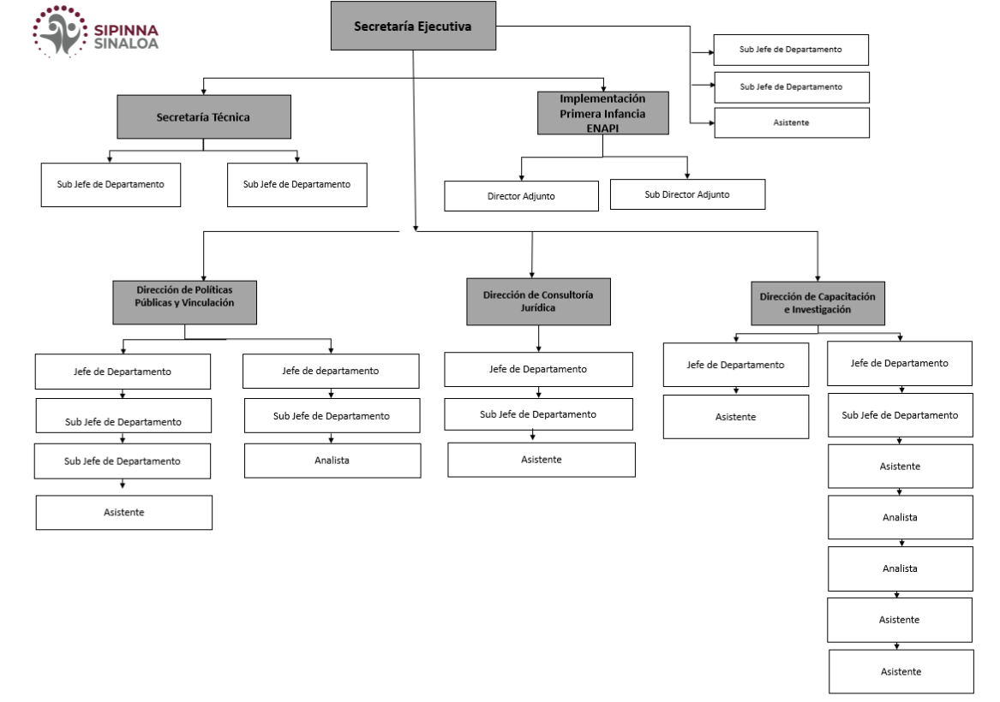 SIPINNA
SINALOA
Secretaría Ejecutiva
Sub Jefe de Departamento
Sub Jefe de Departamento
Asistente
Secretaría Técnica
Implementación
Primera Infancia
ENAPI
Sub Jefe de Departamento
Sub Jefe de Departamento
Director Adjunto
Sub Director Adjunto
Dirección de Políticas
Públicas y Vinculación
Dirección de Consultoría
Jurídica
Dirección de Capacitación
e Investigación
Jefe de Departamento
Sub Jefe de Departamento
Sub Jefe de Departamento
Asistente
Jefe de departamento
Sub Jefe de Departamento
Analista
Jefe de Departamento
Sub Jefe de Departamento
Asistente
Jefe de Departamento
Asistente
Jefe de Departamento
Sub Jefe de Departamento
Asistente
Analista
Analista
Asistente
Asistente